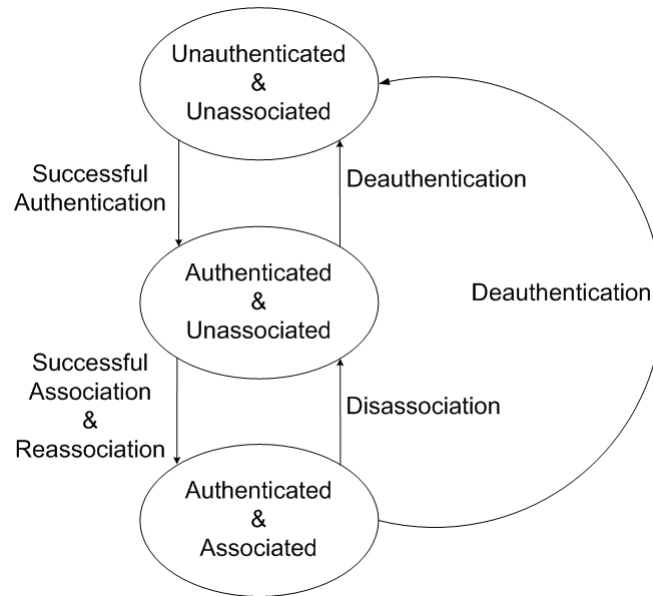 Unauthenticated
&
Unassociated
Successful
Authentication
Deauthentication
Authenticated
&
Unassociated
Deauthentication
Successful
Association
&
Reassociation
Disassociation
Authenticated
&
Associated